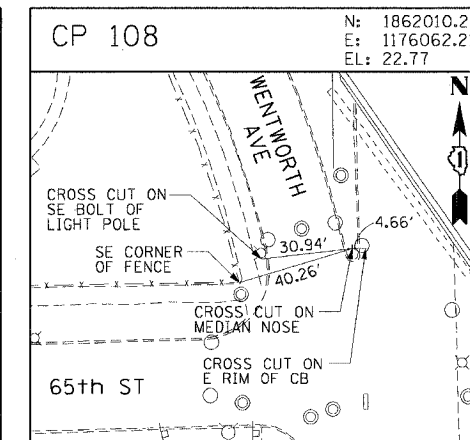 CP 108
N: 1862010.2
E: 1176062.2
EL: 22.77
N
1
WENTWORTH
AVE
CROSS CUT ON
SE BOLT OF
LIGHT POLE
4.66'
30.94'
SE CORNER
OF FENCE
40.26'
CROSS CUT ON
MEDIAN NOSE
CROSS CUT ON
E RIM OF CB
65th ST